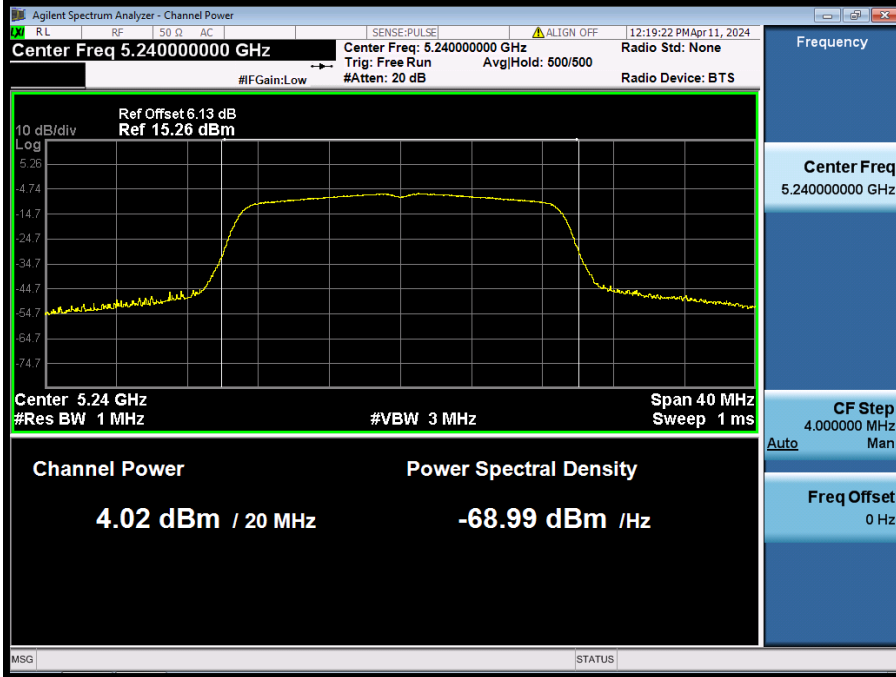 Agilent Spectrum Analyzer - Channel Power
LXI RL RF 50 Ω AC SENSE:PULSE ALIGN OFF 12:19:22 PM Apr 11, 2024
Center Freq 5.240000000 GHz
Center Freq: 5.240000000 GHz Radio Std: None
Trig: Free Run Avg|Hold: 500/500
#IFGain:Low #Atten: 20 dB Radio Device: BTS
Ref Offset 6.13 dB
10 dB/div Ref 15.26 dBm
Log
5.26
-4.74
-14.7
-24.7
-34.7
-44.7
-54.7
-64.7
-74.7
Center 5.24 GHz Span 40 MHz
#Res BW 1 MHz #VBW 3 MHz Sweep 1 ms
Channel Power Power Spectral Density
4.02 dBm / 20 MHz -68.99 dBm /Hz
MSG STATUS
Frequency
Center Freq
5.240000000 GHz
CF Step
4.000000 MHz
Auto Man
Freq Offset
0 Hz